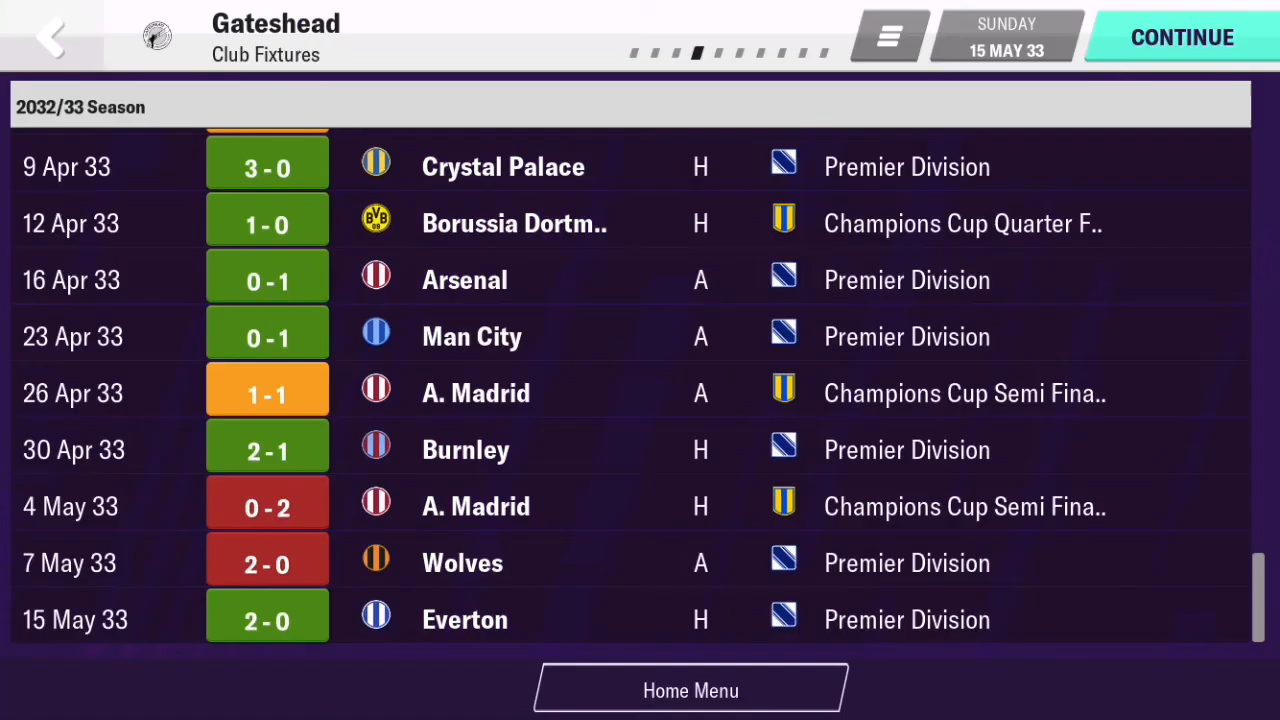 Gateshead
Club Fixtures
SUNDAY
15 MAY 33
CONTINUE
2032/33 Season
9 Apr 33 3 - 0 Crystal Palace H Premier Division
12 Apr 33 1 - 0 BVB 09 Borussia Dortm.. H Champions Cup Quarter F..
16 Apr 33 0 - 1 Arsenal A Premier Division
23 Apr 33 0 - 1 Man City A Premier Division
26 Apr 33 1 - 1 A. Madrid A Champions Cup Semi Fina..
30 Apr 33 2 - 1 Burnley H Premier Division
4 May 33 0 - 2 A. Madrid H Champions Cup Semi Fina..
7 May 33 2 - 0 Wolves A Premier Division
15 May 33 2 - 0 Everton H Premier Division
Home Menu